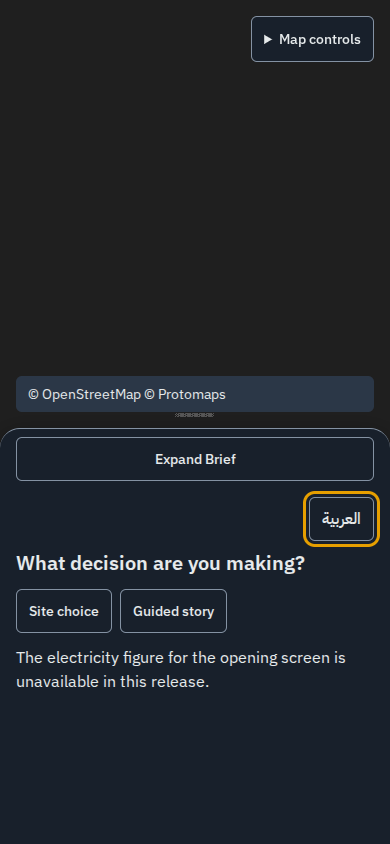 Map controls
© OpenStreetMap © Protomaps
Expand Brief
العربية
What decision are you making?
Site choice
Guided story
The electricity figure for the opening screen is
unavailable in this release.